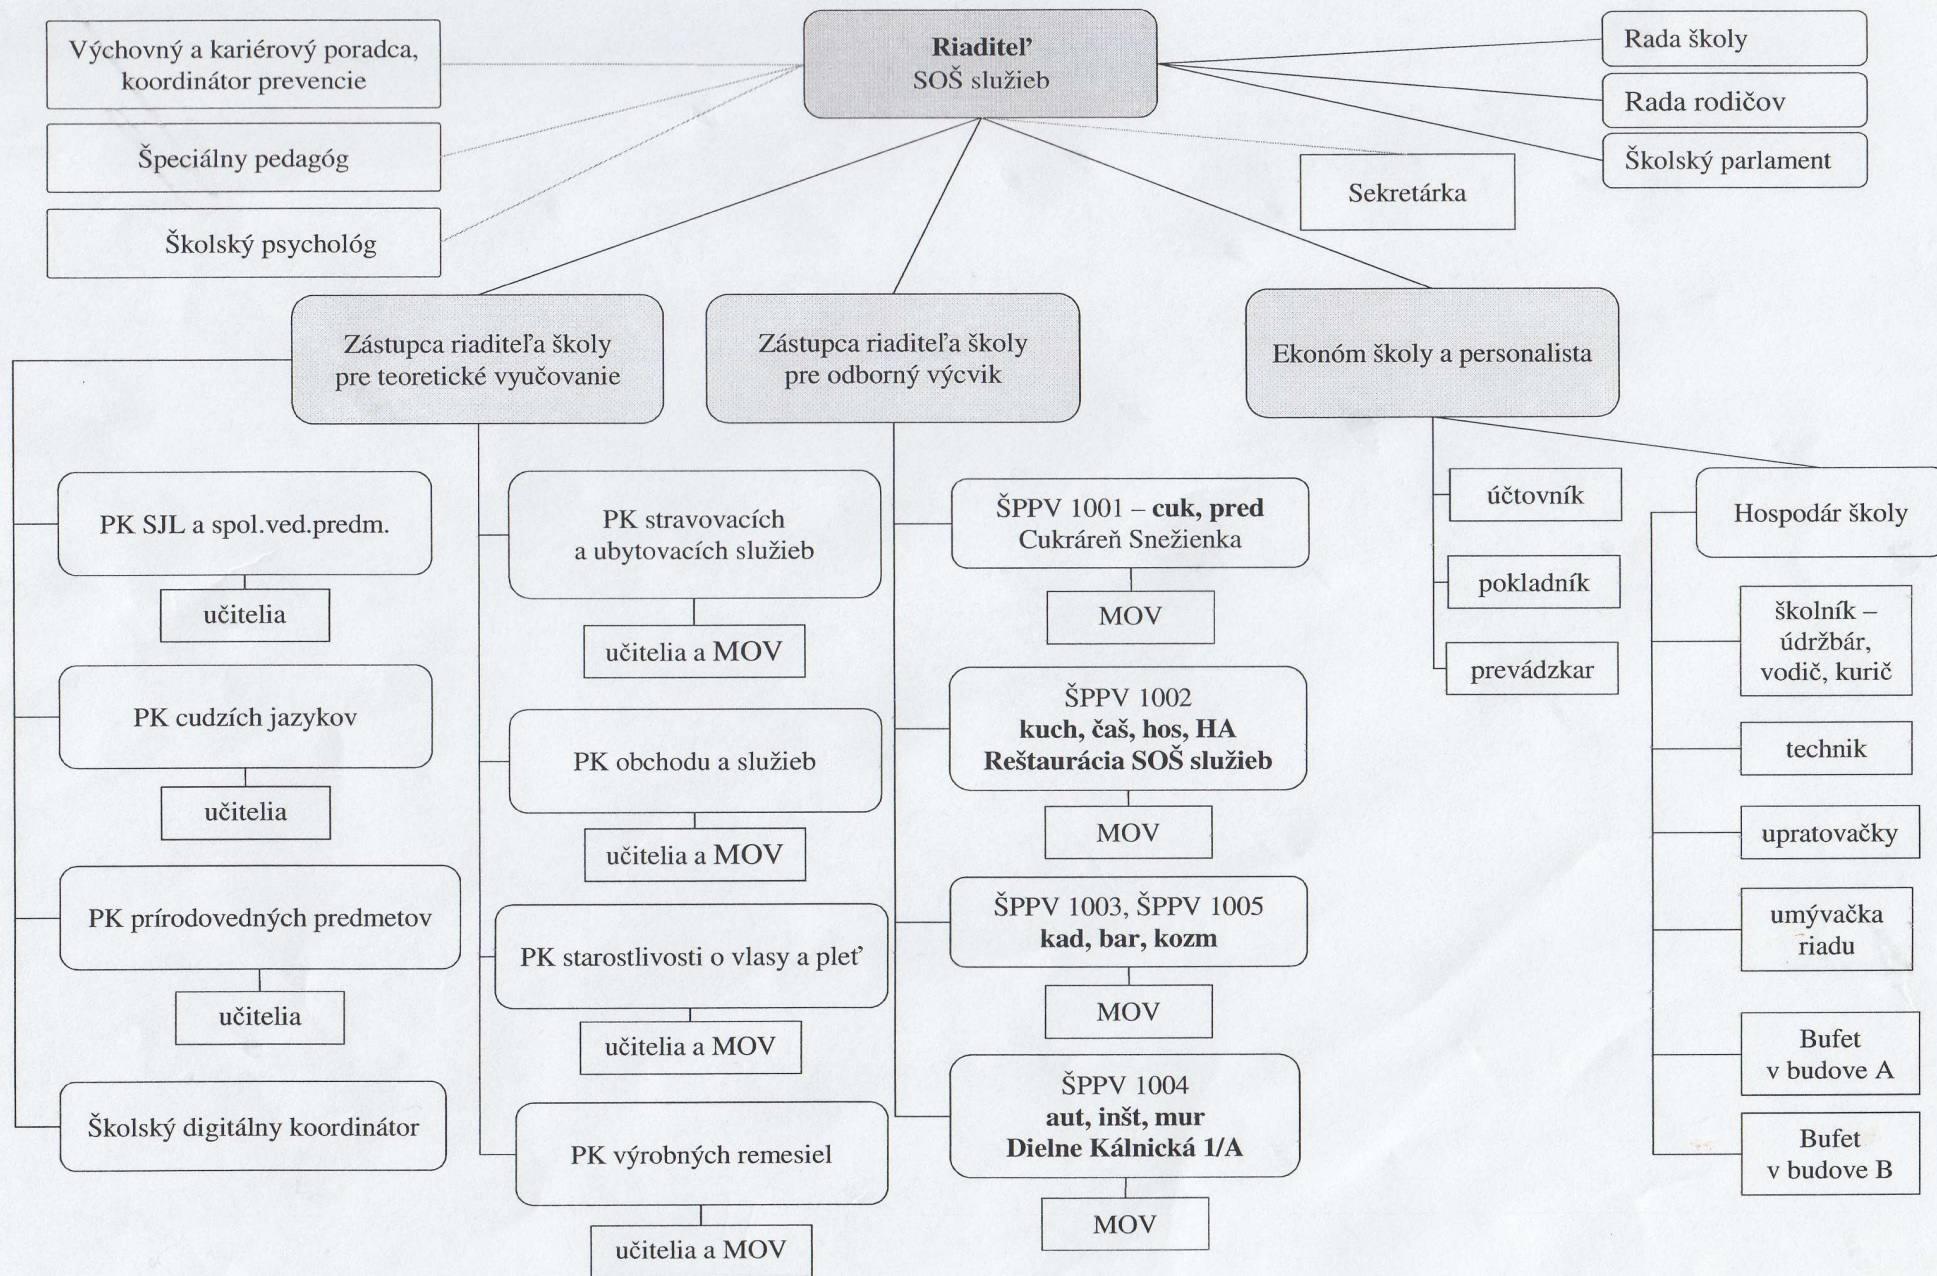 Výchovný a kariérový poradca,
koordinátor prevencie
Špeciálny pedagóg
Školský psychológ
Riaditeľ
SOŠ služieb
Rada školy
Rada rodičov
Školský parlament
Sekretárka
Zástupca riaditeľa školy
pre teoretické vyučovanie
Zástupca riaditeľa školy
pre odborný výcvik
Ekonóm školy a personalista
PK SJL a spol.ved.predm.
učitelia
PK cudzích jazykov
učitelia
PK prírodovedných predmetov
učitelia
Školský digitálny koordinátor
PK stravovacích
a ubytovacích služieb
učitelia a MOV
PK obchodu a služieb
učitelia a MOV
PK starostlivosti o vlasy a pleť
učitelia a MOV
PK výrobných remesiel
učitelia a MOV
ŠPPV 1001 – cuk, pred
Cukráreň Snežienka
MOV
ŠPPV 1002
kuch, čaš, hos, HA
Reštaurácia SOŠ služieb
MOV
ŠPPV 1003, ŠPPV 1005
kad, bar, kozm
MOV
ŠPPV 1004
aut, inšt, mur
Dielne Kálnická 1/A
MOV
účtovník
pokladník
prevádzkar
Hospodár školy
školník –
údržbár,
vodič, kurič
technik
upratovačky
umývačka
riadu
Bufet
v budove A
Bufet
v budove B